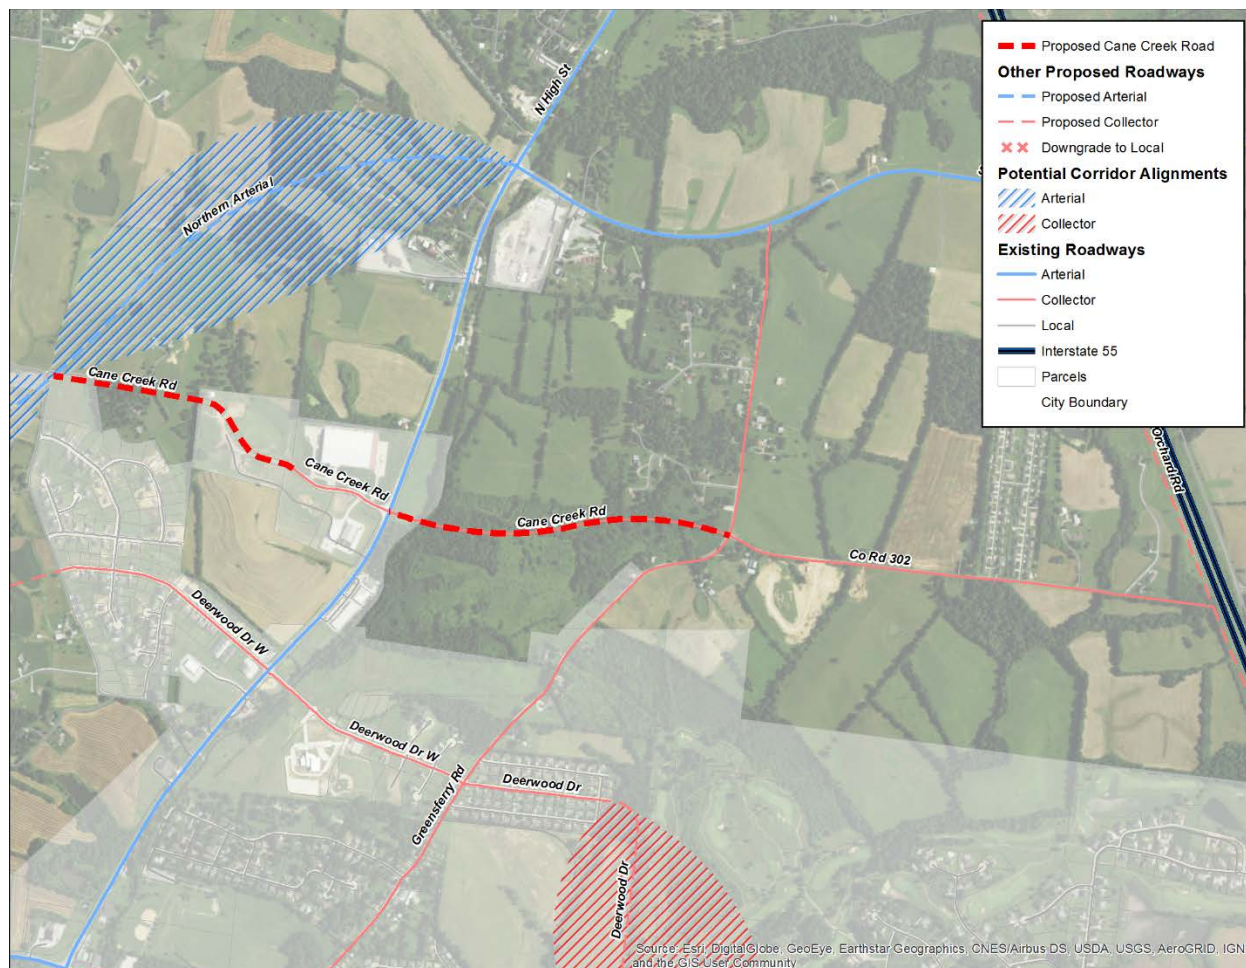 Proposed Cane Creek Road
Other Proposed Roadways
Proposed Arterial
Proposed Collector
Downgrade to Local
Potential Corridor Alignments
Arterial
Collector
Existing Roadways
Arterial
Collector
Local
Interstate 55
Parcels
City Boundary
N High St
S
Northern Arterial
Cane Creek Rd
Cane Creek Rd
Cane Creek Rd
Orchard Rd
Co Rd 302
Deerwood Dr W
Deerwood Dr W
Deerwood Dr
Greensferry Rd
Deerwood Dr
Source: Esri, DigitalGlobe, GeoEye, Earthstar Geographics, CNES/Airbus DS, USDA, USGS, AeroGRID, IGN
and the GIS User Community